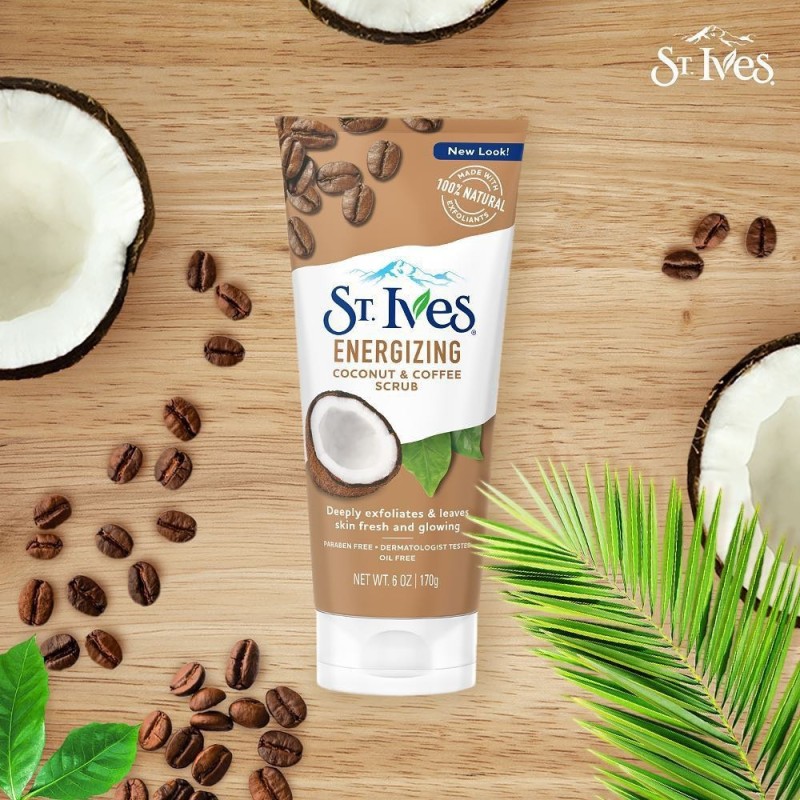 ST. IVES
New Look!
MADE WITH
100% NATURAL
EXFOLIANTS
ST. IVES
ENERGIZING
COCONUT & COFFEE
SCRUB
Deeply exfoliates & leaves
skin fresh and glowing
PARABEN FREE • DERMATOLOGIST TESTED
OIL FREE
NET WT. 6 OZ | 170g